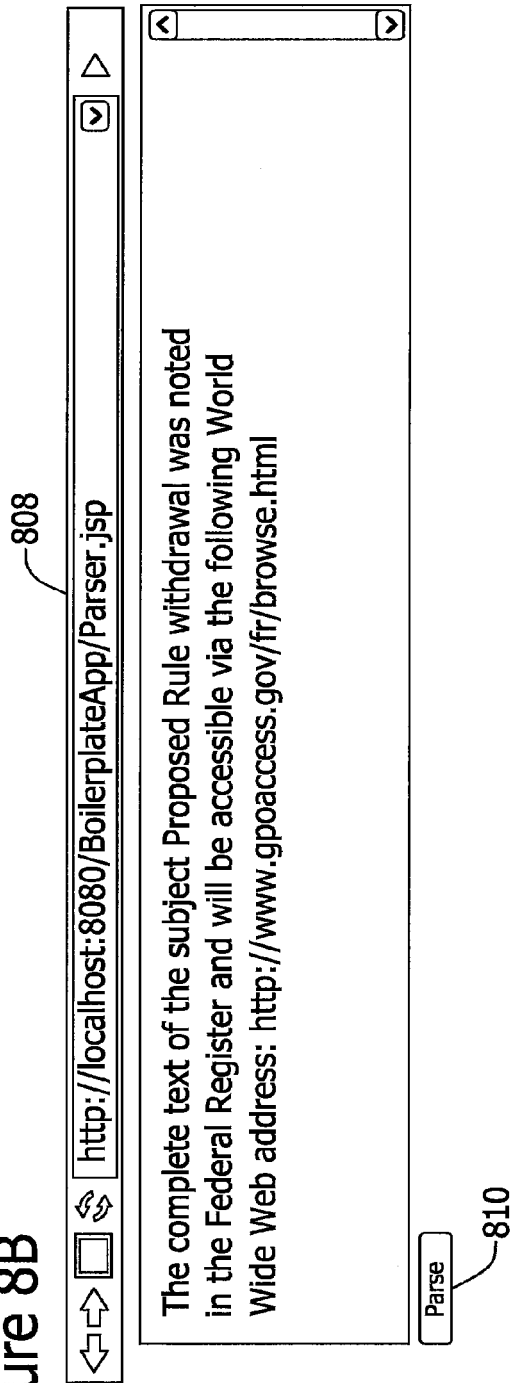 ure 8B
808
http://localhost:8080/BoilerplateApp/Parser.jsp
The complete text of the subject Proposed Rule withdrawal was noted
in the Federal Register and will be accessible via the following World
Wide Web address: http://www.gpoaccess.gov/fr/browse.html
Parse
810